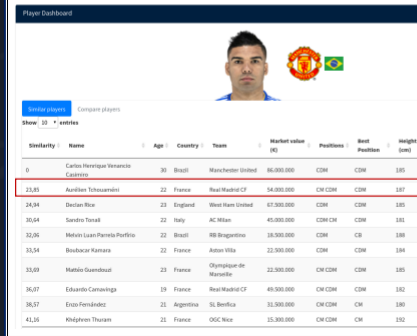 Player Dashboard
Similar players Compare players
Show 10 entries
Similarity Name Age Country Team Market value (€) Positions Best Position Height (cm)
0 Carlos Henrique Venancio Casimiro 30 Brazil Manchester United 86.000.000 CDM CDM 185
23,85 Aurélien Tchouaméni 22 France Real Madrid CF 54.000.000 CM CDM CDM 187
24,94 Declan Rice 23 England West Ham United 67.500.000 CDM CDM 185
30,64 Sandro Tonali 22 Italy AC Milan 45.000.000 CDM CM CDM 181
32,06 Melvin Luan Parrela Porfírio 22 Brazil RB Bragantino 18.500.000 CDM CB 188
33,54 Boubacar Kamara 22 France Aston Villa 22.500.000 CDM CDM 184
33,69 Mattéo Guendouzi 23 France Olympique de Marseille 22.500.000 CM CDM CDM 185
36,07 Eduardo Camavinga 19 France Real Madrid CF 49.500.000 CM CDM CDM 182
38,57 Enzo Fernández 21 Argentina SL Benfica 31.500.000 CM CDM CM 180
41,16 Khéphren Thuram 21 France OGC Nice 15.300.000 CM CDM CM 192